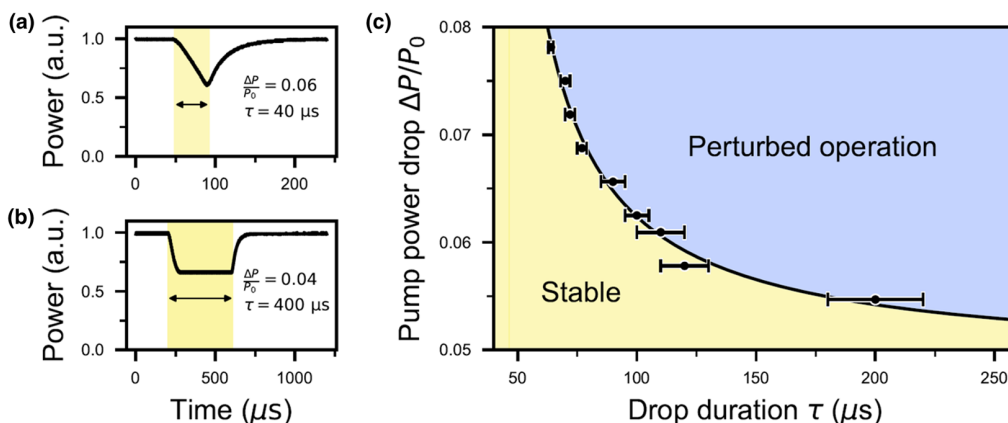 (a)
Power (a.u.)
1.0
0.5
0.0
ΔP/P₀ = 0.06
τ = 40 μs
0
100
200
(b)
Power (a.u.)
1.0
0.5
0.0
ΔP/P₀ = 0.04
τ = 400 μs
0
500
1000
Time (μs)
(c)
Pump power drop ΔP/P₀
0.08
0.07
0.06
0.05
Perturbed operation
Stable
50
100
150
200
250
Drop duration τ (μs)